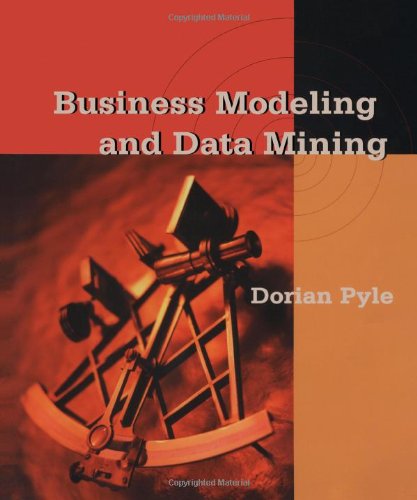 Copyrighted Material
Business Modeling
and Data Mining
Dorian Pyle
Copyrighted Material